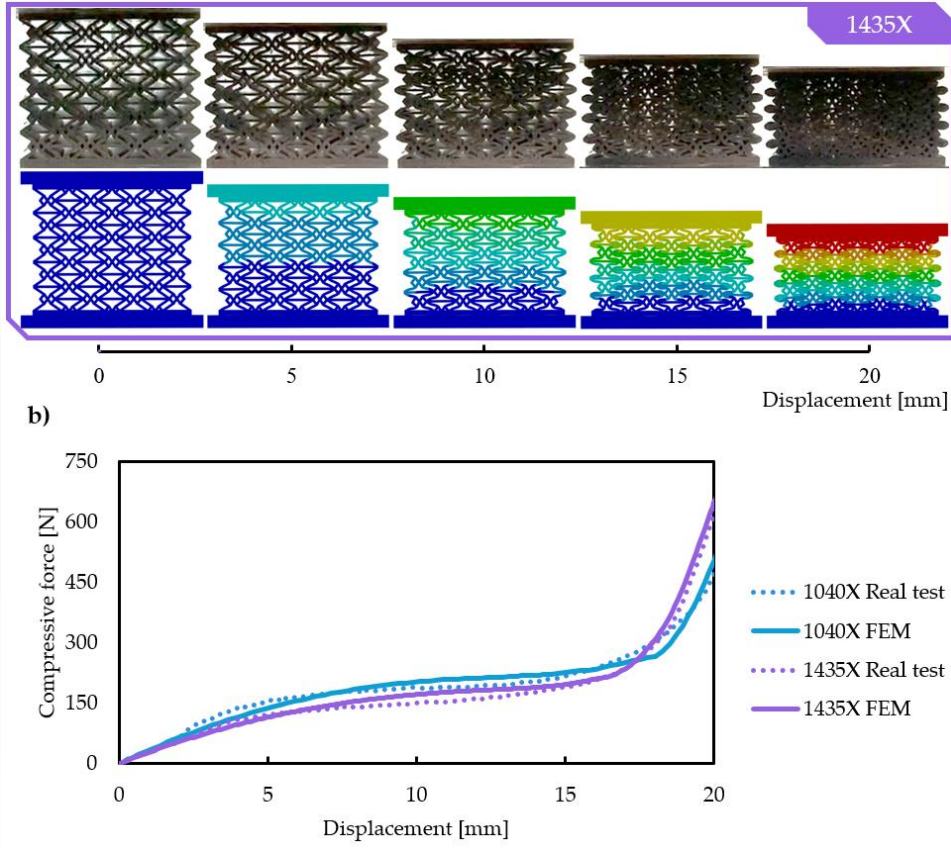 1435X
0 5 10 15 20
Displacement [mm]
b)
Compressive force [N]
750
600
450
300
150
0
0 5 10 15 20
Displacement [mm]
1040X Real test
1040X FEM
1435X Real test
1435X FEM